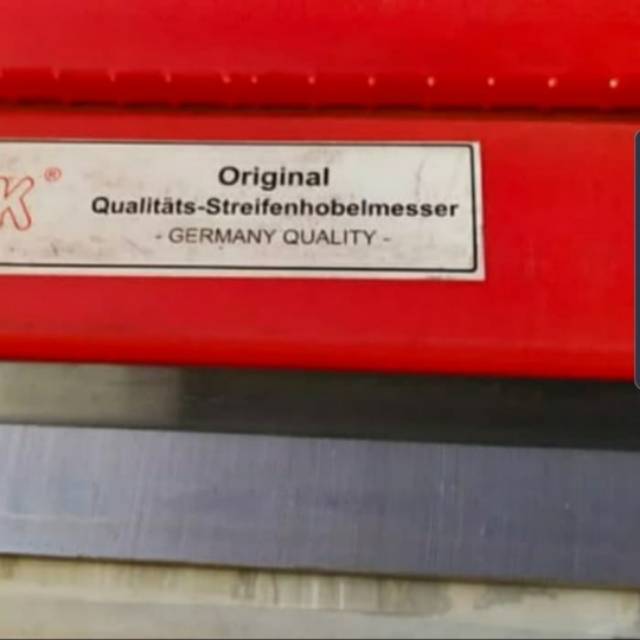 K®
Original
Qualitäts-Streifenhobelmesser
- GERMANY QUALITY -